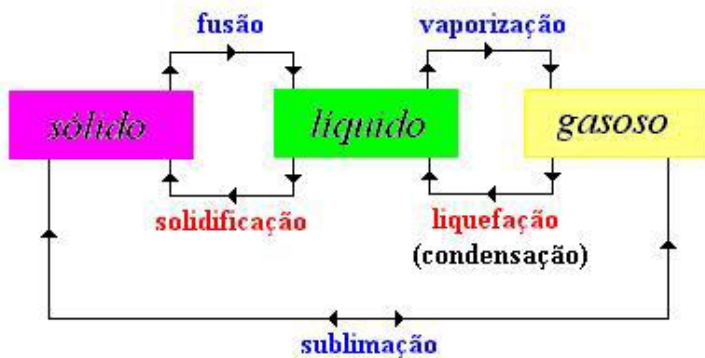 fusão
vaporização
sólido
líquido
gasoso
solidificação
liquefação
(condensação)
sublimação